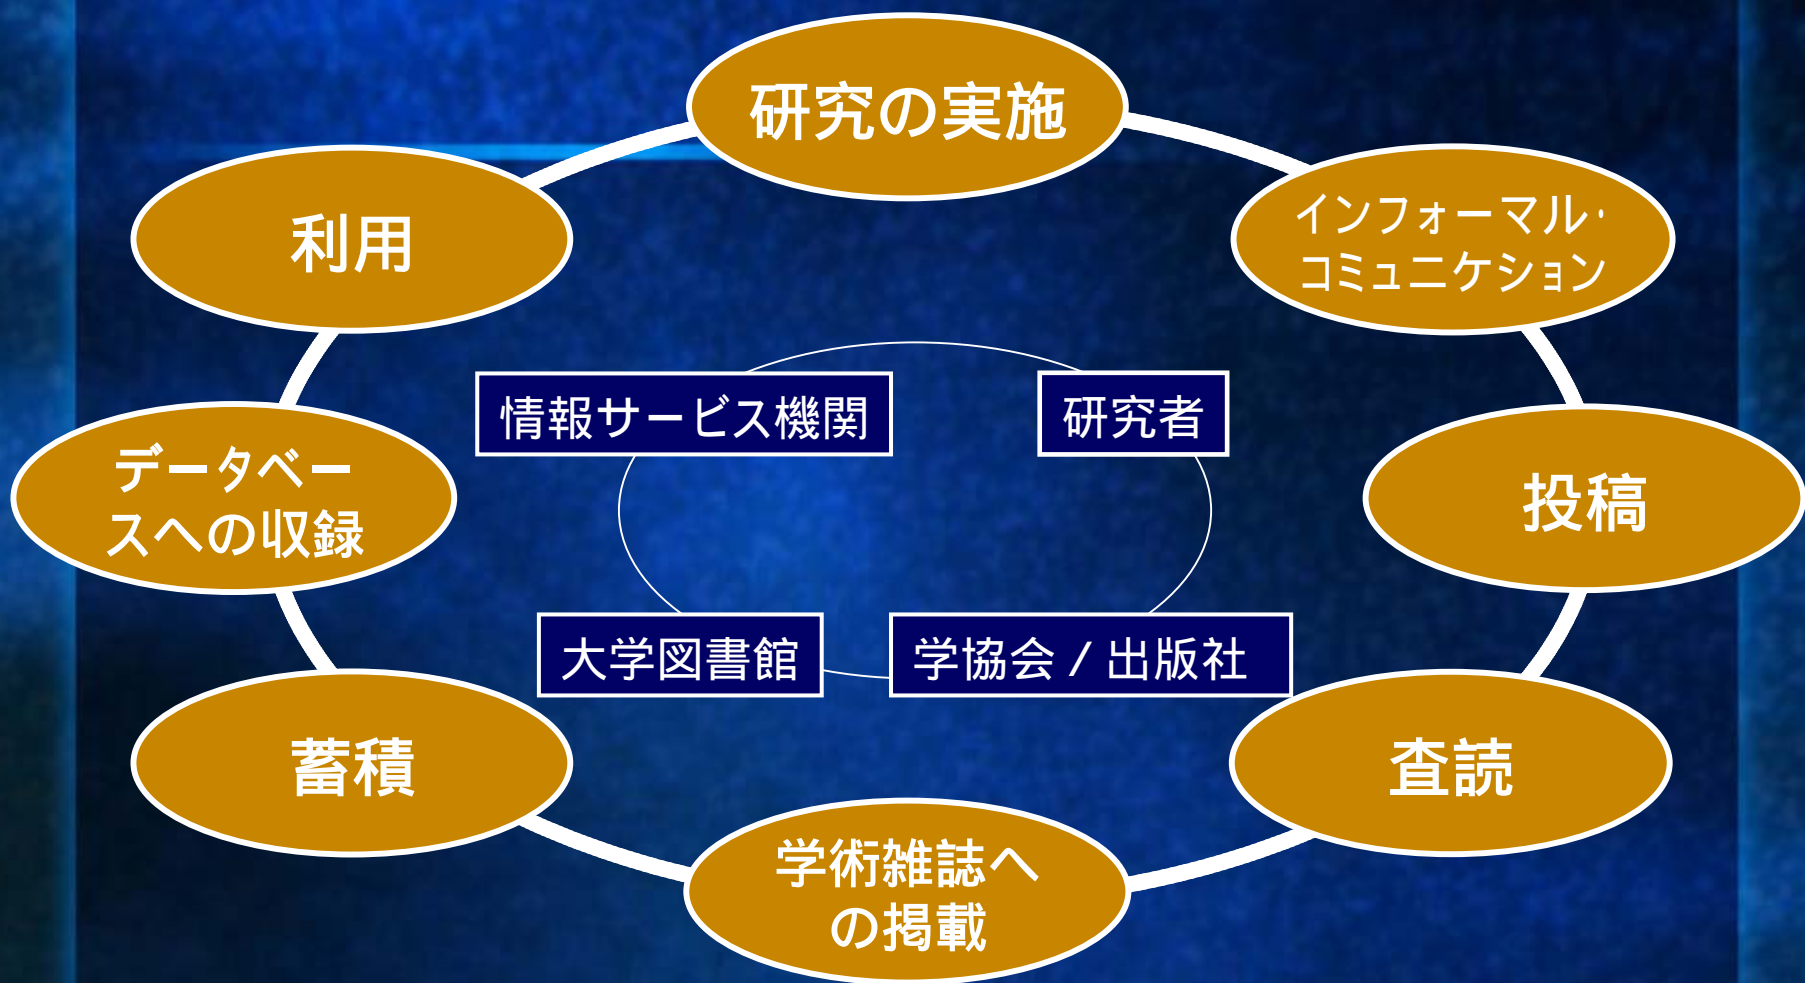 研究の実施
インフォーマル・
コミュニケション
利用
情報サービス機関
研究者
データベー
スへの収録
投稿
大学図書館
学協会/出版社
蓄積
査読
学術雑誌へ
の掲載